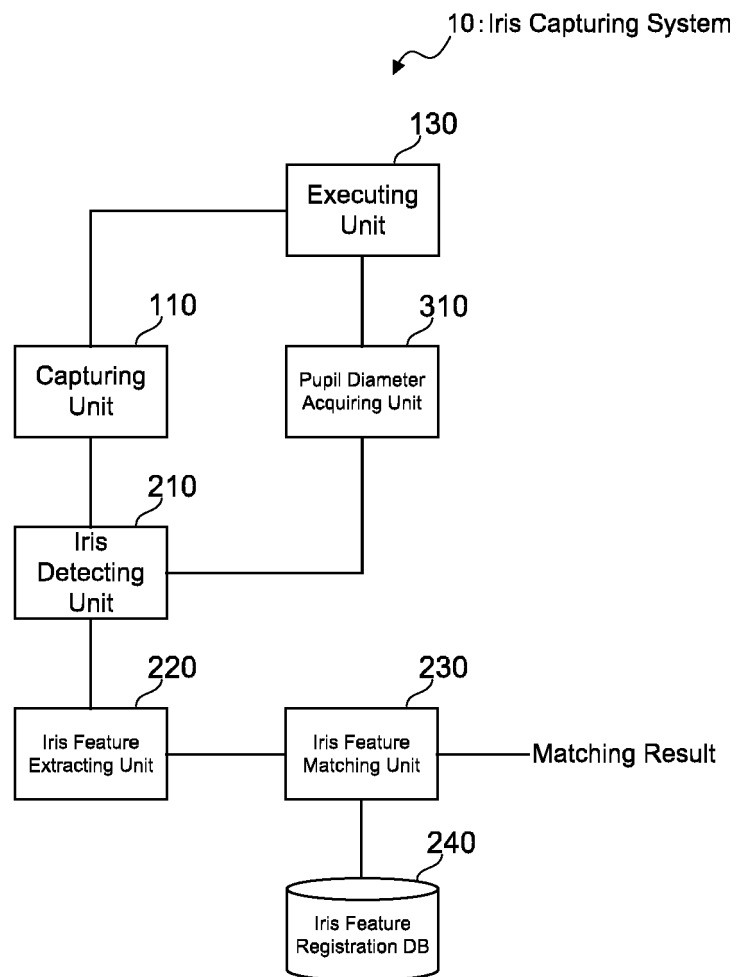 10:Iris Capturing System
130
Executing
Unit
110
Capturing
Unit
310
Pupil Diameter
Acquiring Unit
210
Iris
Detecting
Unit
220
Iris Feature
Extracting Unit
230
Iris Feature
Matching Unit
Matching Result
240
Iris Feature
Registration DB